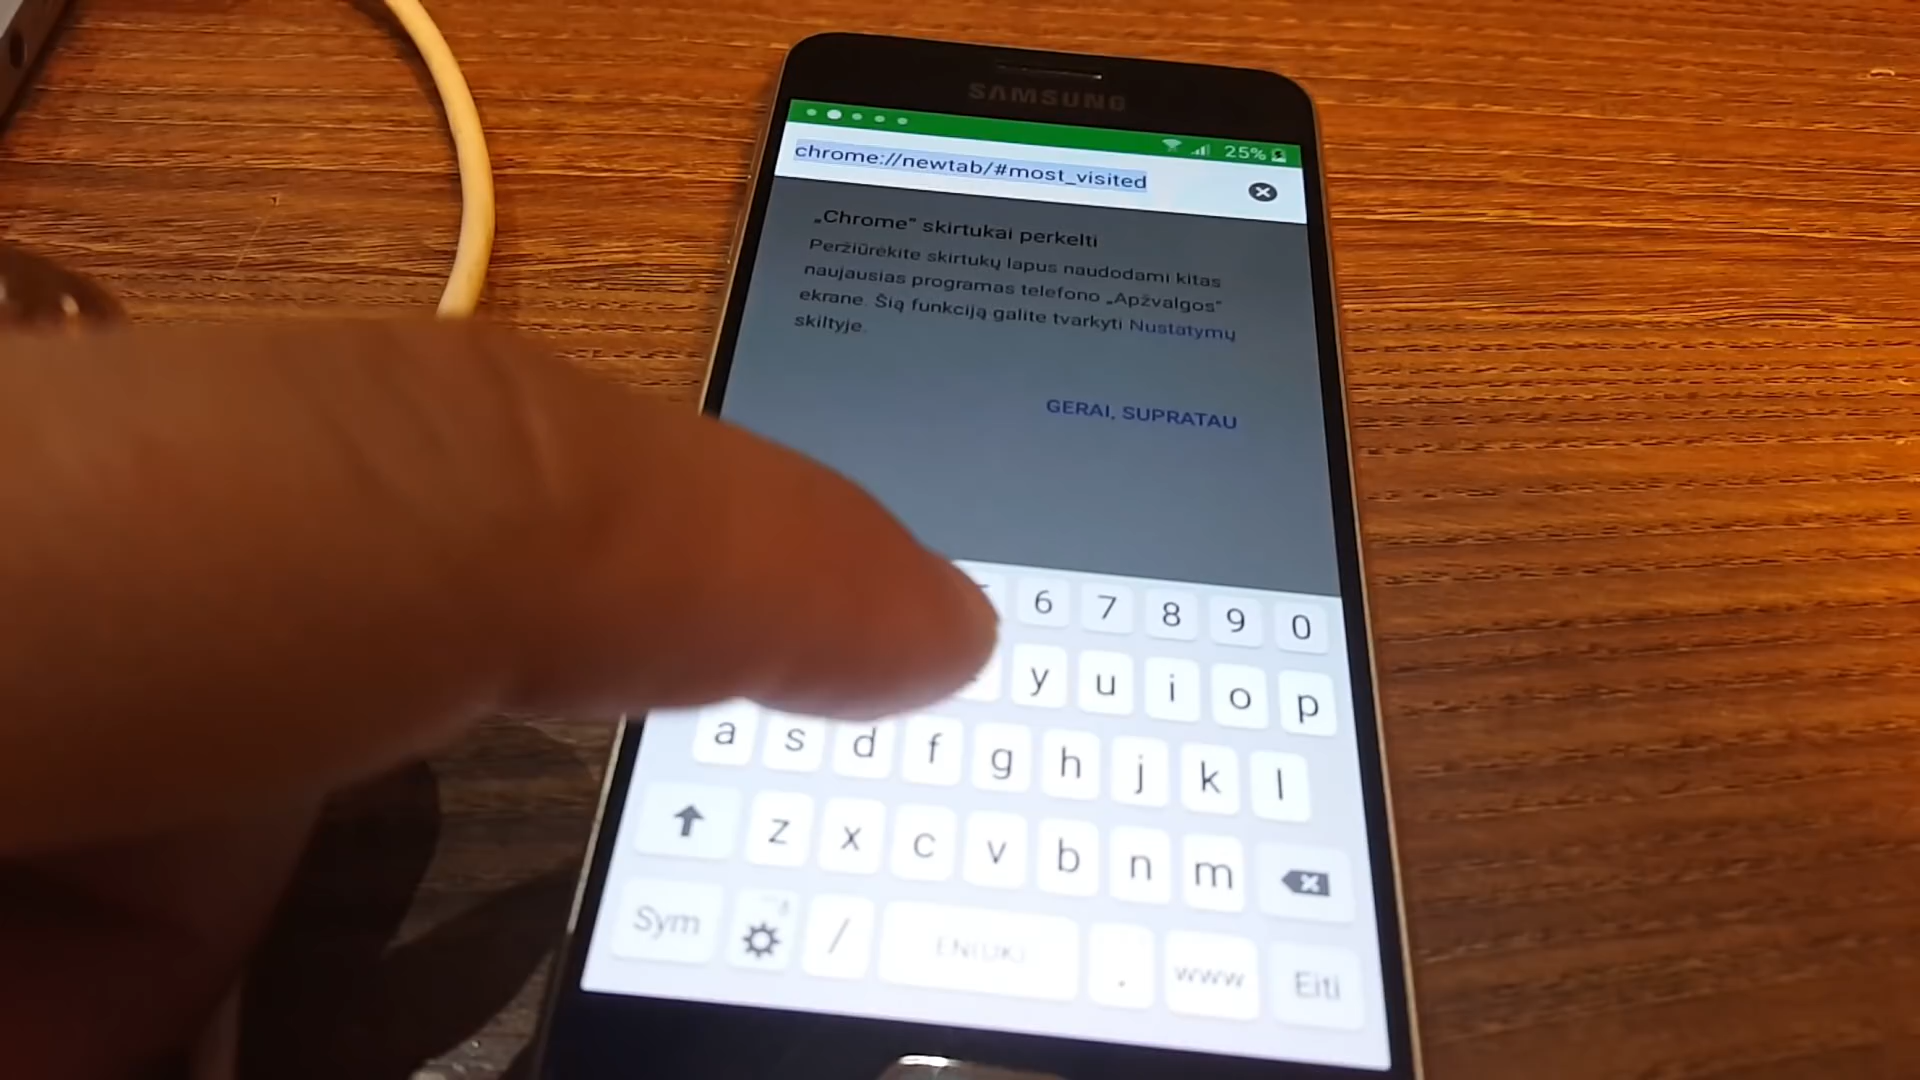 SAMSUNG
25%
chrome://newtab/#most_visited
„Chrome“ skirtukai perkelti
Peržiūrėkite skirtukų lapus naudodami kitas
naujausias programas telefono „Apžvalgos“
ekrane. Šią funkciją galite tvarkyti Nustatymų
skiltyje.
GERAI, SUPRATAU
6 7 8 9 0
y u i o p
a s d f g h j k l
z x c v b n m
Sym / . www Eiti